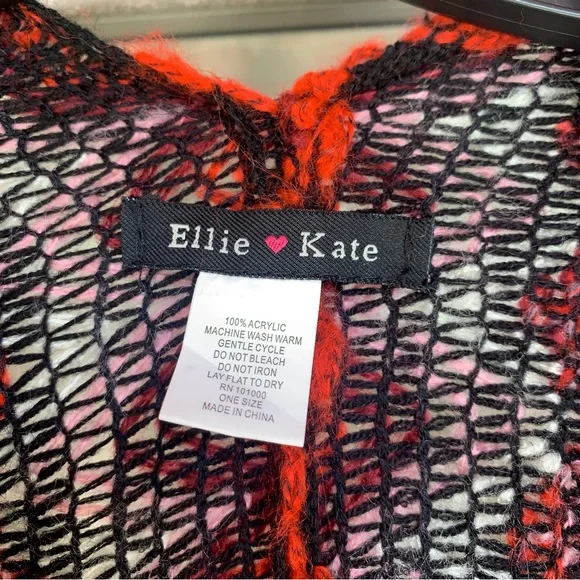 Ellie Kate
100% ACRYLIC
MACHINE WASH WARM
GENTLE CYCLE
DO NOT BLEACH
DO NOT IRON
LAY FLAT TO DRY
RN 101000
ONE SIZE
MADE IN CHINA